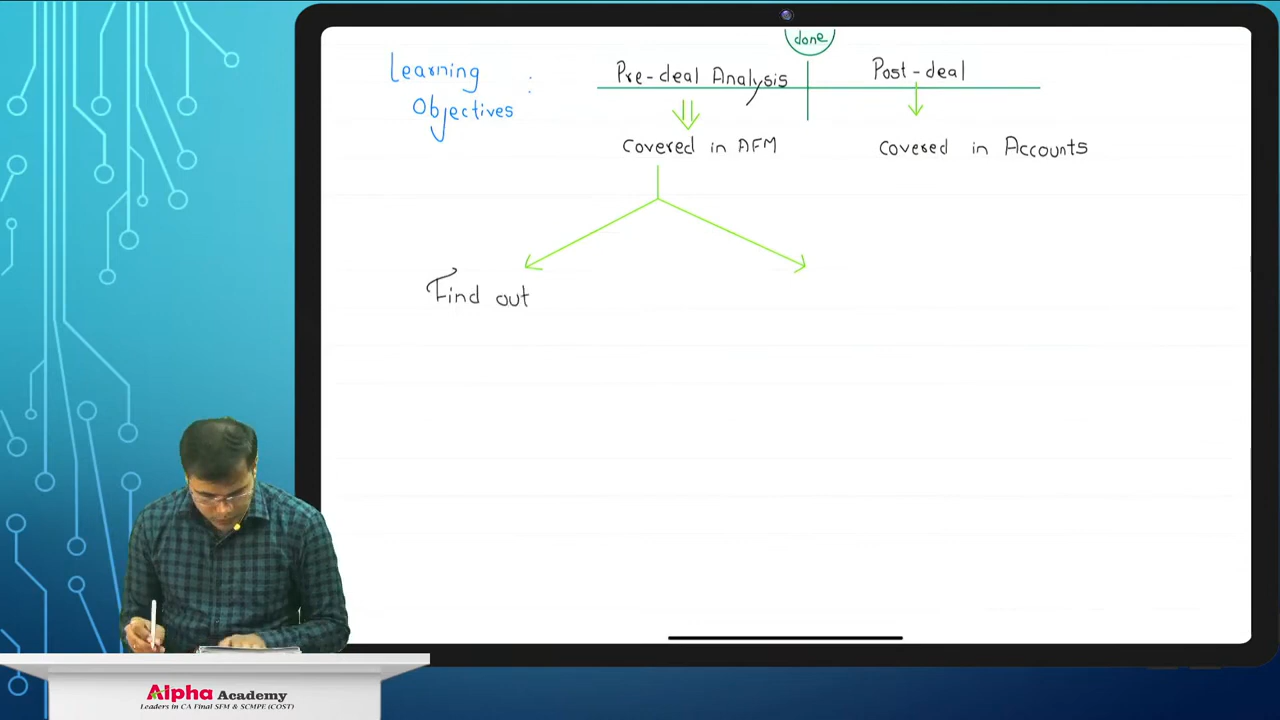 done
Learning
Objectives :
Pre-deal Analysis
Post-deal
Covered in AFM
Covered in Accounts
Find out
Alpha Academy
Leaders in CA Final SFM & SCMPE (COST)